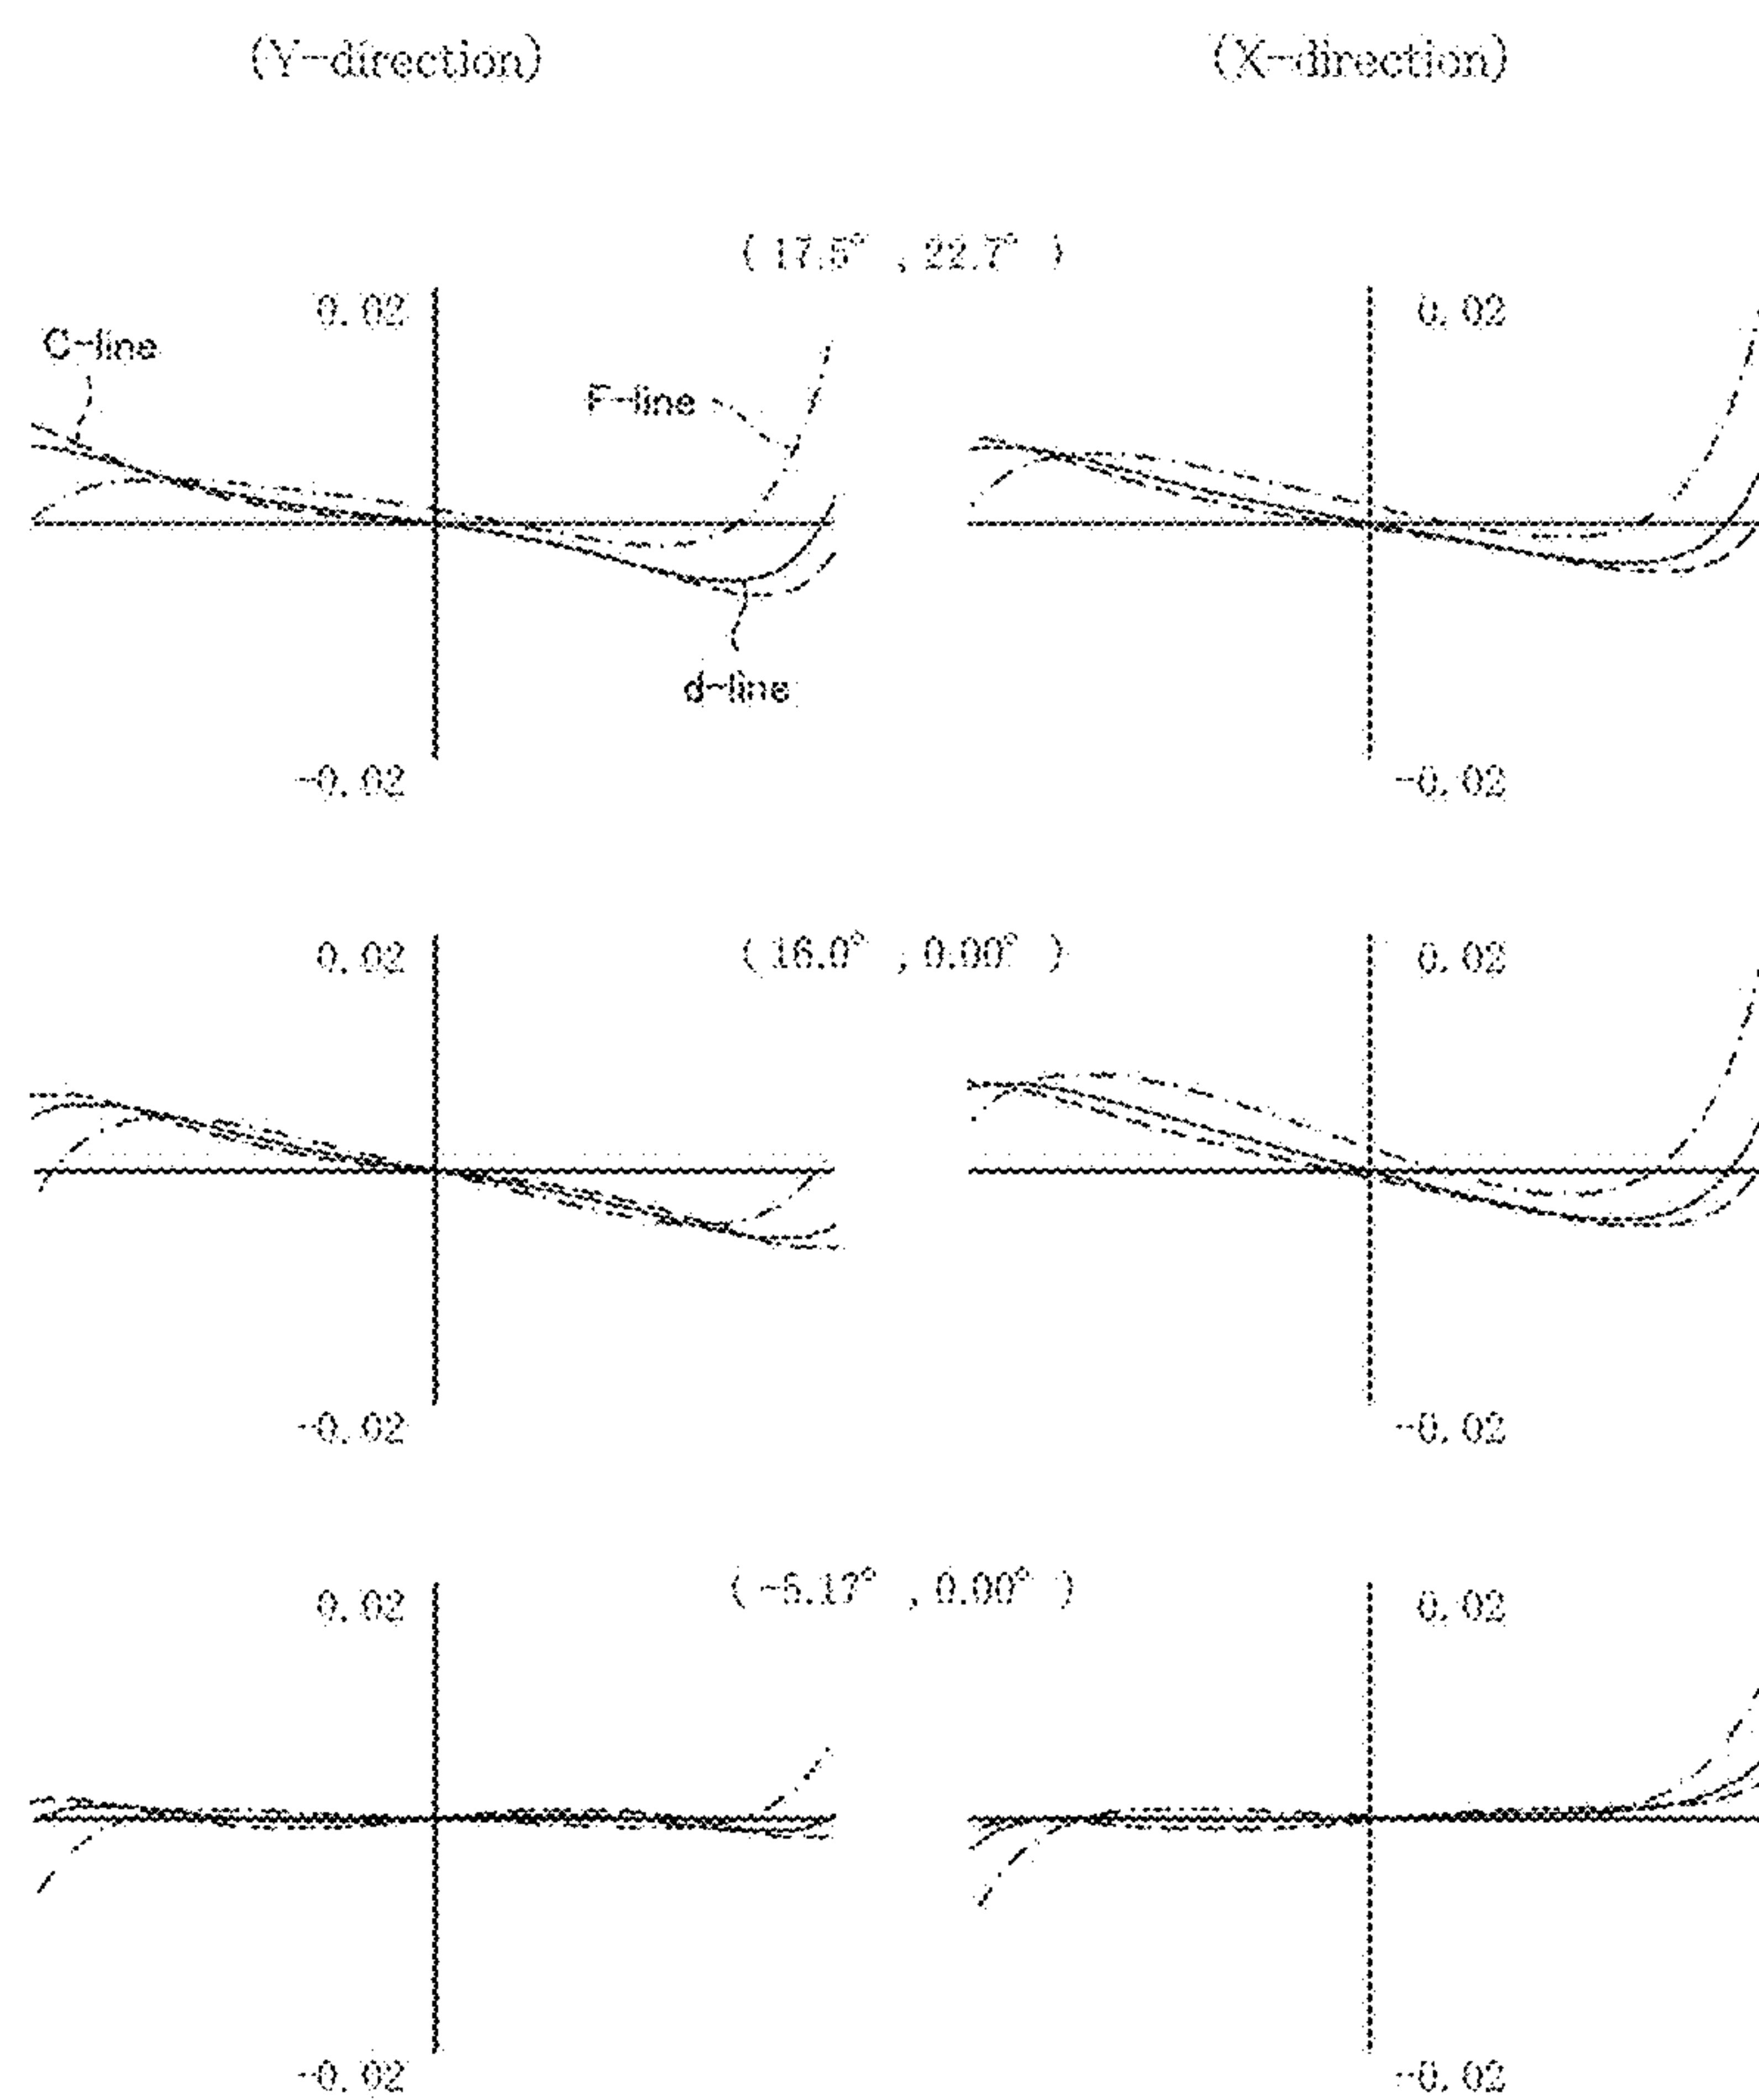 (Y-direction) (X-direction)
(17.5° , 22.7° )
0.02 0.02
C-line
F-line
d-line
-0.02 -0.02
0.02 (16.0° , 0.00° ) 0.02
-0.02 -0.02
(-5.17° , 0.00° )
0.02 0.02
-0.02 -0.02